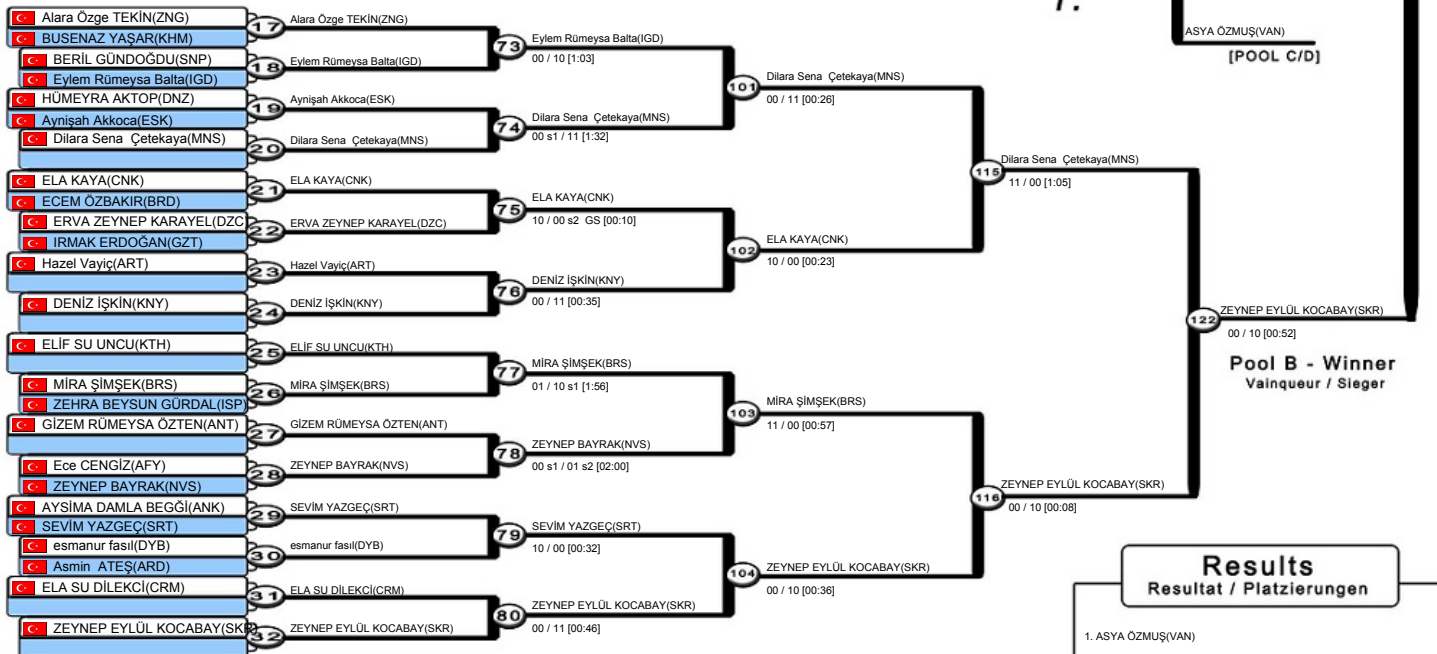 1.
ASYA ÖZMUŞ(VAN)
[POOL C/D]
Alara Özge TEKİN(ZNG)
BUSENAZ YAŞAR(KHM)
17
Alara Özge TEKİN(ZNG)
BERİL GÜNDOĞDU(SNP)
Eylem Rümeysa Balta(IGD)
18
Eylem Rümeysa Balta(IGD)
73
Eylem Rümeysa Balta(IGD)
00 / 10 [1:03]
HÜMEYRA AKTOP(DNZ)
Aynişah Akkoca(ESK)
19
Aynişah Akkoca(ESK)
Dilara Sena Çetekaya(MNS)
20
Dilara Sena Çetekaya(MNS)
74
Dilara Sena Çetekaya(MNS)
00 s1 / 11 [1:32]
101
Dilara Sena Çetekaya(MNS)
00 / 11 [00:26]
ELA KAYA(CNK)
ECEM ÖZBAKIR(BRD)
21
ELA KAYA(CNK)
ERVA ZEYNEP KARAYEL(DZC)
IRMAK ERDOĞAN(GZT)
22
ERVA ZEYNEP KARAYEL(DZC)
75
ELA KAYA(CNK)
10 / 00 s2 GS [00:10]
Hazel Vayiç(ART)
23
Hazel Vayiç(ART)
DENİZ İŞKİN(KNY)
24
DENİZ İŞKİN(KNY)
76
DENİZ İŞKİN(KNY)
00 / 11 [00:35]
102
ELA KAYA(CNK)
10 / 00 [00:23]
115
Dilara Sena Çetekaya(MNS)
11 / 00 [1:05]
ELİF SU UNCU(KTH)
25
ELİF SU UNCU(KTH)
MİRA ŞİMŞEK(BRS)
ZEHRA BEYSUN GÜRDAL(ISP)
26
MİRA ŞİMŞEK(BRS)
77
MİRA ŞİMŞEK(BRS)
01 / 10 s1 [1:56]
GİZEM RÜMEYSA ÖZTEN(ANT)
27
GİZEM RÜMEYSA ÖZTEN(ANT)
Ece CENGİZ(AFY)
ZEYNEP BAYRAK(NVS)
28
ZEYNEP BAYRAK(NVS)
78
ZEYNEP BAYRAK(NVS)
00 s1 / 01 s2 [02:00]
103
MİRA ŞİMŞEK(BRS)
11 / 00 [00:57]
AYSİMA DAMLA BEGĞİ(ANK)
SEVİM YAZGEÇ(SRT)
29
SEVİM YAZGEÇ(SRT)
esmanur fasıl(DYB)
Asmin ATEŞ(ARD)
30
esmanur fasıl(DYB)
79
SEVİM YAZGEÇ(SRT)
10 / 00 [00:32]
ELA SU DİLEKCİ(CRM)
31
ELA SU DİLEKCİ(CRM)
ZEYNEP EYLÜL KOCABAY(SKR)
32
ZEYNEP EYLÜL KOCABAY(SKR)
80
ZEYNEP EYLÜL KOCABAY(SKR)
00 / 11 [00:46]
104
ZEYNEP EYLÜL KOCABAY(SKR)
00 / 10 [00:36]
116
ZEYNEP EYLÜL KOCABAY(SKR)
00 / 10 [00:08]
122
ZEYNEP EYLÜL KOCABAY(SKR)
00 / 10 [00:52]
Pool B - Winner
Vainqueur / Sieger
Results
Resultat / Platzierungen
1. ASYA ÖZMUŞ(VAN)